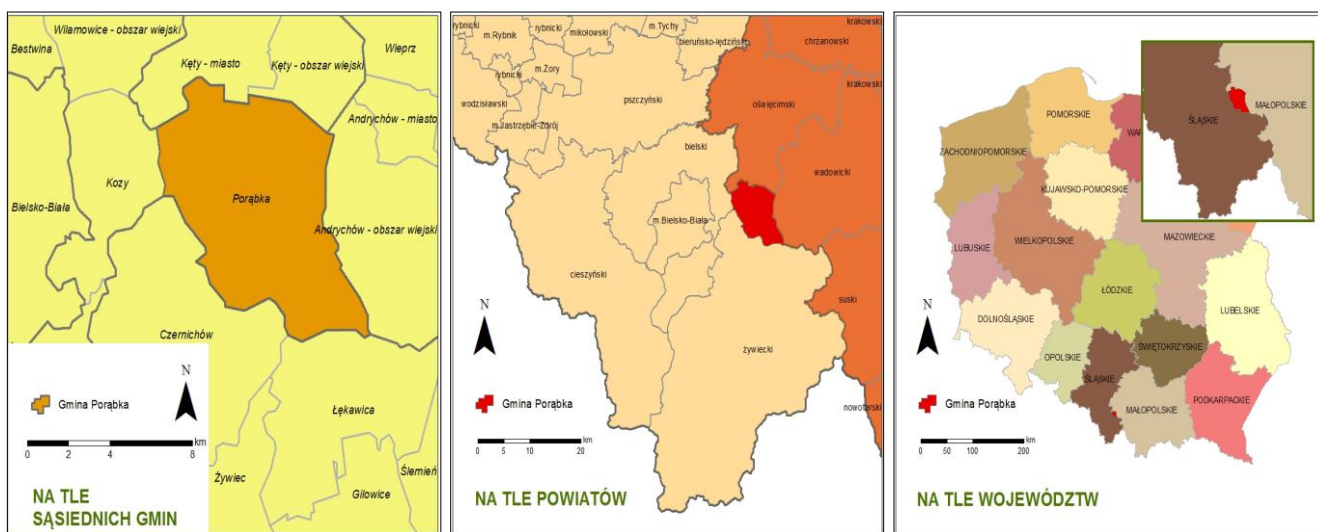 Wilamowice - obszar wiejski
Bestwina
Wieprz
Kęty - miasto
Kęty - obszar wiejski
Andrychów - miasto
Kozy
Porąbka
Bielsko-Biała
Andrychów - obszar wiejski
Czernichów
N
Gmina Porąbka
Łękawica
0 2 4 8
km
Żywiec
Ślemień
Gilowice
NA TLE
SĄSIEDNICH GMIN
rybnicki
rybnicki
mikołowski
m.Tychy
krakowski
m.Rybnik
bieruńsko-lędziński
chrzanowski
rybnicki
m.Żory
krakowski
wodzisławski
pszczyński
oświęcimski
m.Jastrzębie-Zdrój
bielski
wadowicki
m.Bielsko-Biała
cieszyński
suski
N
żywiecki
Gmina Porąbka
nowotarski
0 5 10 20
km
NA TLE POWIATÓW
ŚLĄSKIE
MAŁOPOLSKIE
POMORSKIE
WAR
ZACHODNIOPOMORSKIE
KUJAWSKO-POMORSKIE
LUBUSKIE
WIELKOPOLSKIE
MAZOWIECKIE
ŁÓDZKIE
LUBELSKIE
DOLNOŚLĄSKIE
N
OPOLSKIE
ŚWIĘTOKRZYSKIE
ŚLĄSKIE
Gmina Porąbka
MAŁOPOLSKIE
PODKARPACKIE
0 50 100 200
km
NA TLE WOJEWÓDZTW